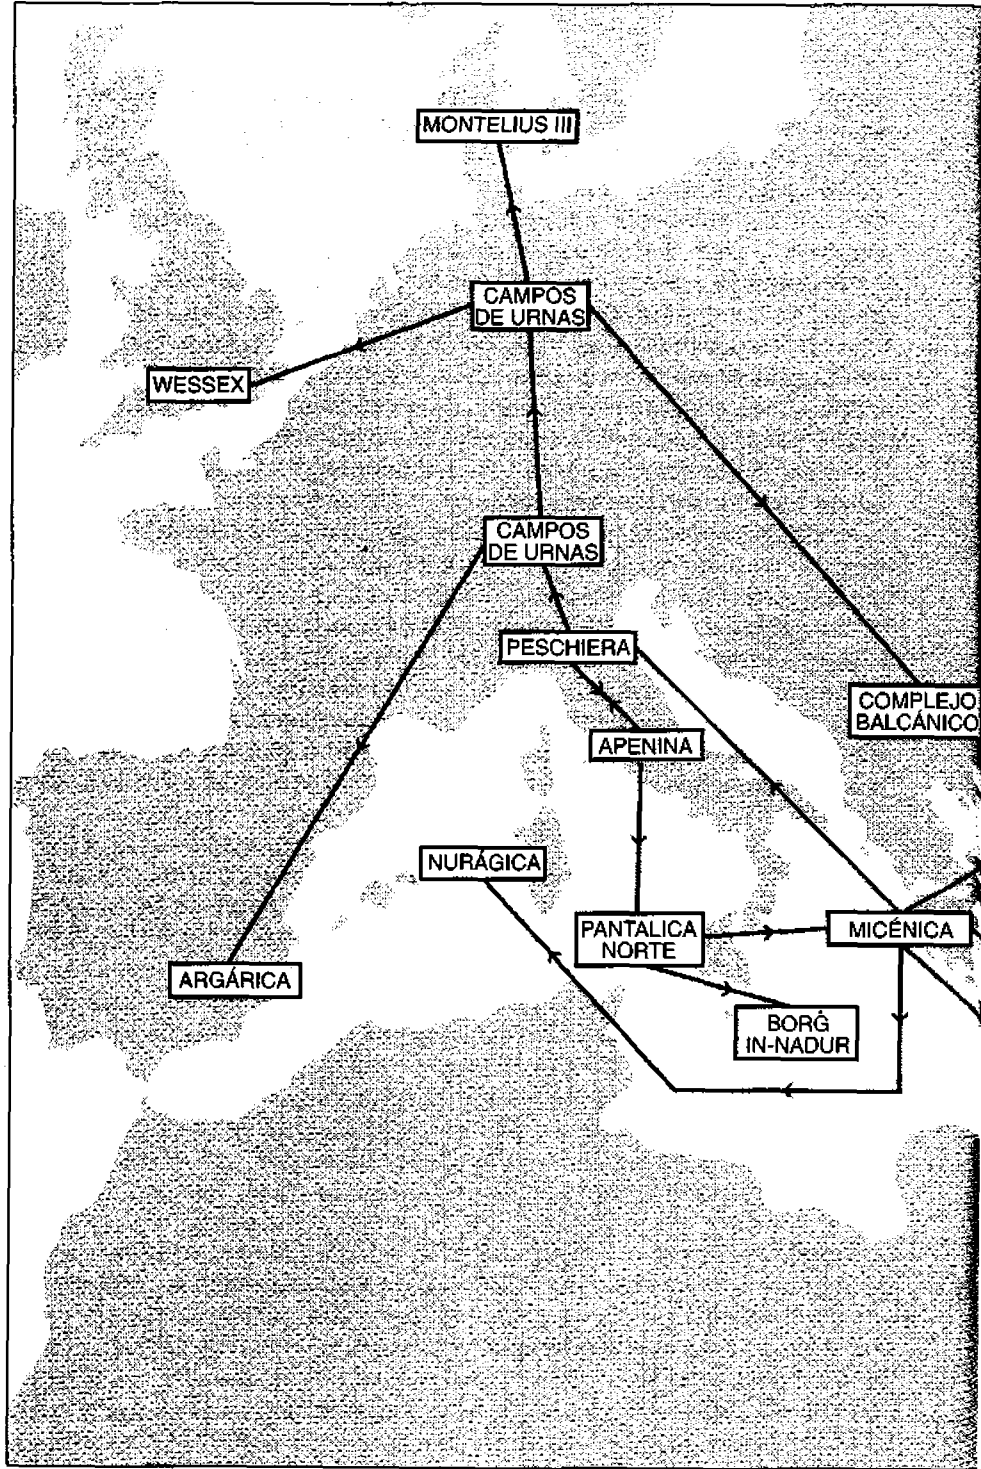 MONTELIUS III
CAMPOS
DE URNAS
WESSEX
CAMPOS
DE URNAS
PESCHIERA
COMPLEJO
BALCÁNICO
APENINA
NURÁGICA
PANTALICA
NORTE
MICÉNICA
ARGÁRICA
BORĠ
IN-NADUR